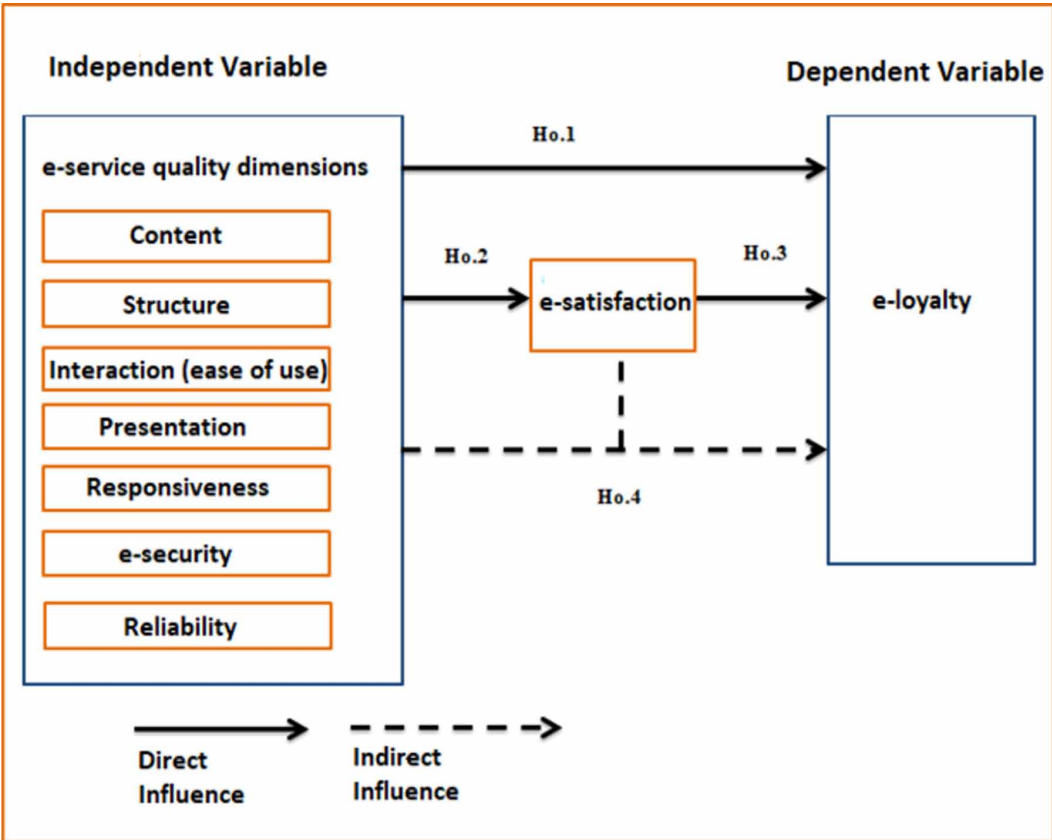 Independent Variable
Dependent Variable
e-service quality dimensions
Content
Structure
Interaction (ease of use)
Presentation
Responsiveness
e-security
Reliability
Ho.1
Ho.2
e-satisfaction
Ho.3
Ho.4
e-loyalty
Direct
Influence
Indirect
Influence